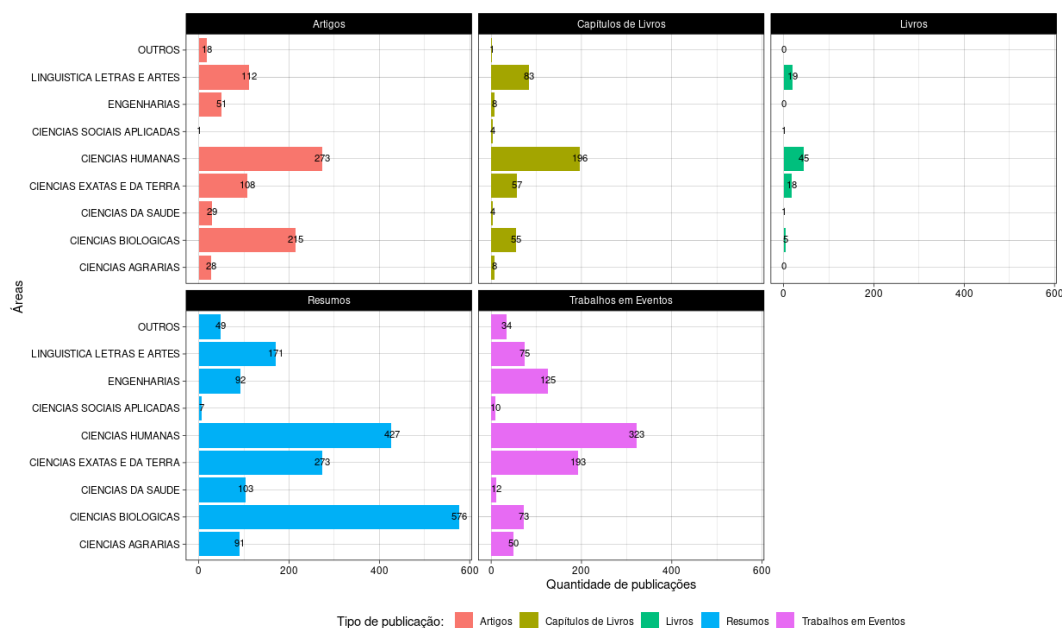 Artigos
Capítulos de Livros
Livros
OUTROS
18
1
0
LINGUISTICA LETRAS E ARTES
112
83
19
ENGENHARIAS
51
8
0
CIENCIAS SOCIAIS APLICADAS
1
4
1
CIENCIAS HUMANAS
273
196
45
CIENCIAS EXATAS E DA TERRA
108
57
18
CIENCIAS DA SAUDE
29
4
1
CIENCIAS BIOLOGICAS
215
55
5
CIENCIAS AGRARIAS
28
8
0
0 200 400 600
Áreas
Resumos
Trabalhos em Eventos
OUTROS
49
34
LINGUISTICA LETRAS E ARTES
171
75
ENGENHARIAS
92
125
CIENCIAS SOCIAIS APLICADAS
7
10
CIENCIAS HUMANAS
427
323
CIENCIAS EXATAS E DA TERRA
273
193
CIENCIAS DA SAUDE
103
12
CIENCIAS BIOLOGICAS
576
73
CIENCIAS AGRARIAS
91
50
0 200 400 600
0 200 400 600
Quantidade de publicações
Tipo de publicação: Artigos Capítulos de Livros Livros Resumos Trabalhos em Eventos